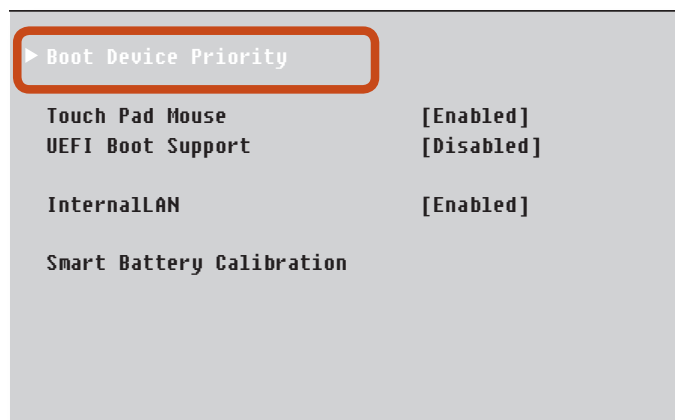 Boot Device Priority
Touch Pad Mouse [Enabled]
UEFI Boot Support [Disabled]
InternalLAN [Enabled]
Smart Battery Calibration